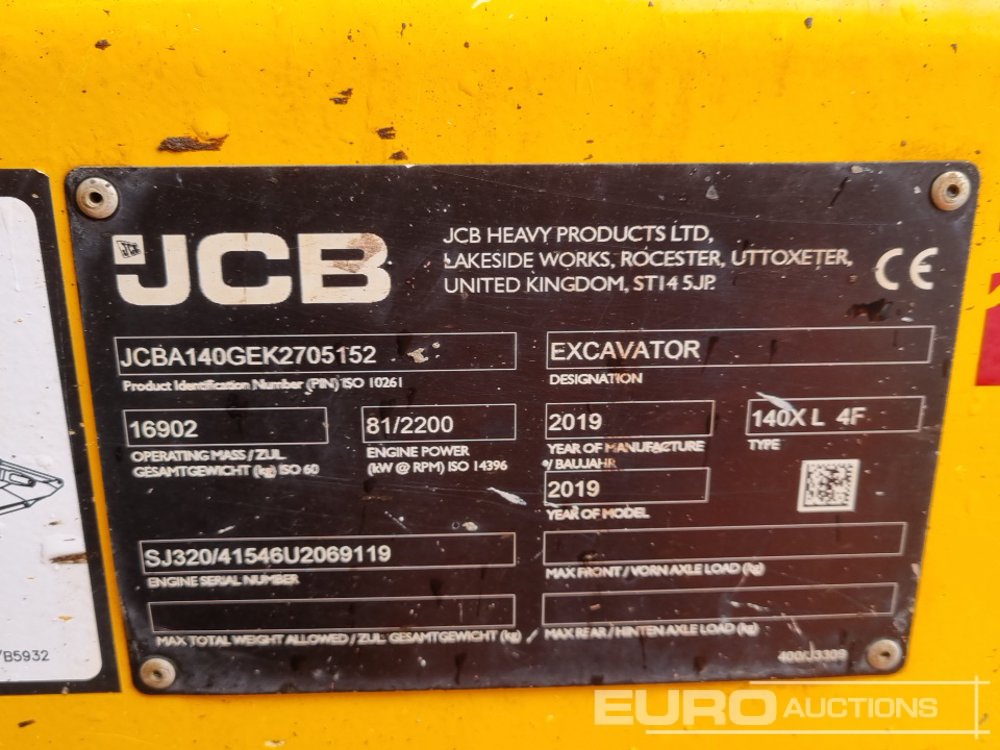 JCB
JCB HEAVY PRODUCTS LTD,
LAKESIDE WORKS, ROCESTER, UTTOXETER,
UNITED KINGDOM, ST14 5JP.
CE
JCBA140GEK2705152
Product Identification Number (PIN) ISO 10261
EXCAVATOR
DESIGNATION
16902
OPERATING MASS / ZUL.
GESAMTGEWICHT (kg) ISO 60
81/2200
ENGINE POWER
(kW @ RPM) ISO 14396
2019
YEAR OF MANUFACTURE
/ BAUJAHR
140X L 4F
TYPE
2019
YEAR OF MODEL
SJ320/41546U2069119
ENGINE SERIAL NUMBER
MAX FRONT / VORN AXLE LOAD (kg)
MAX TOTAL WEIGHT ALLOWED / ZUL. GESAMTGEWICHT (kg)
MAX REAR / HINTEN AXLE LOAD (kg)
/B5932
EURO AUCTIONS